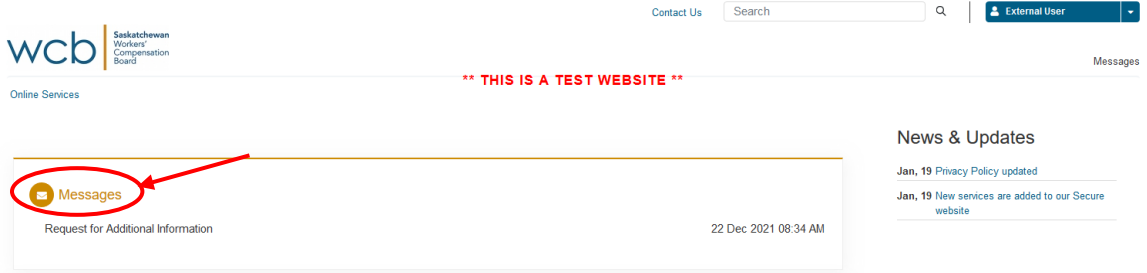 Contact Us
Search
External User
wcb
Saskatchewan
Workers'
Compensation
Board
Messages
** THIS IS A TEST WEBSITE **
Online Services
News & Updates
Jan, 19 Privacy Policy updated
Jan, 19 New services are added to our Secure
website
Messages
Request for Additional Information
22 Dec 2021 08:34 AM